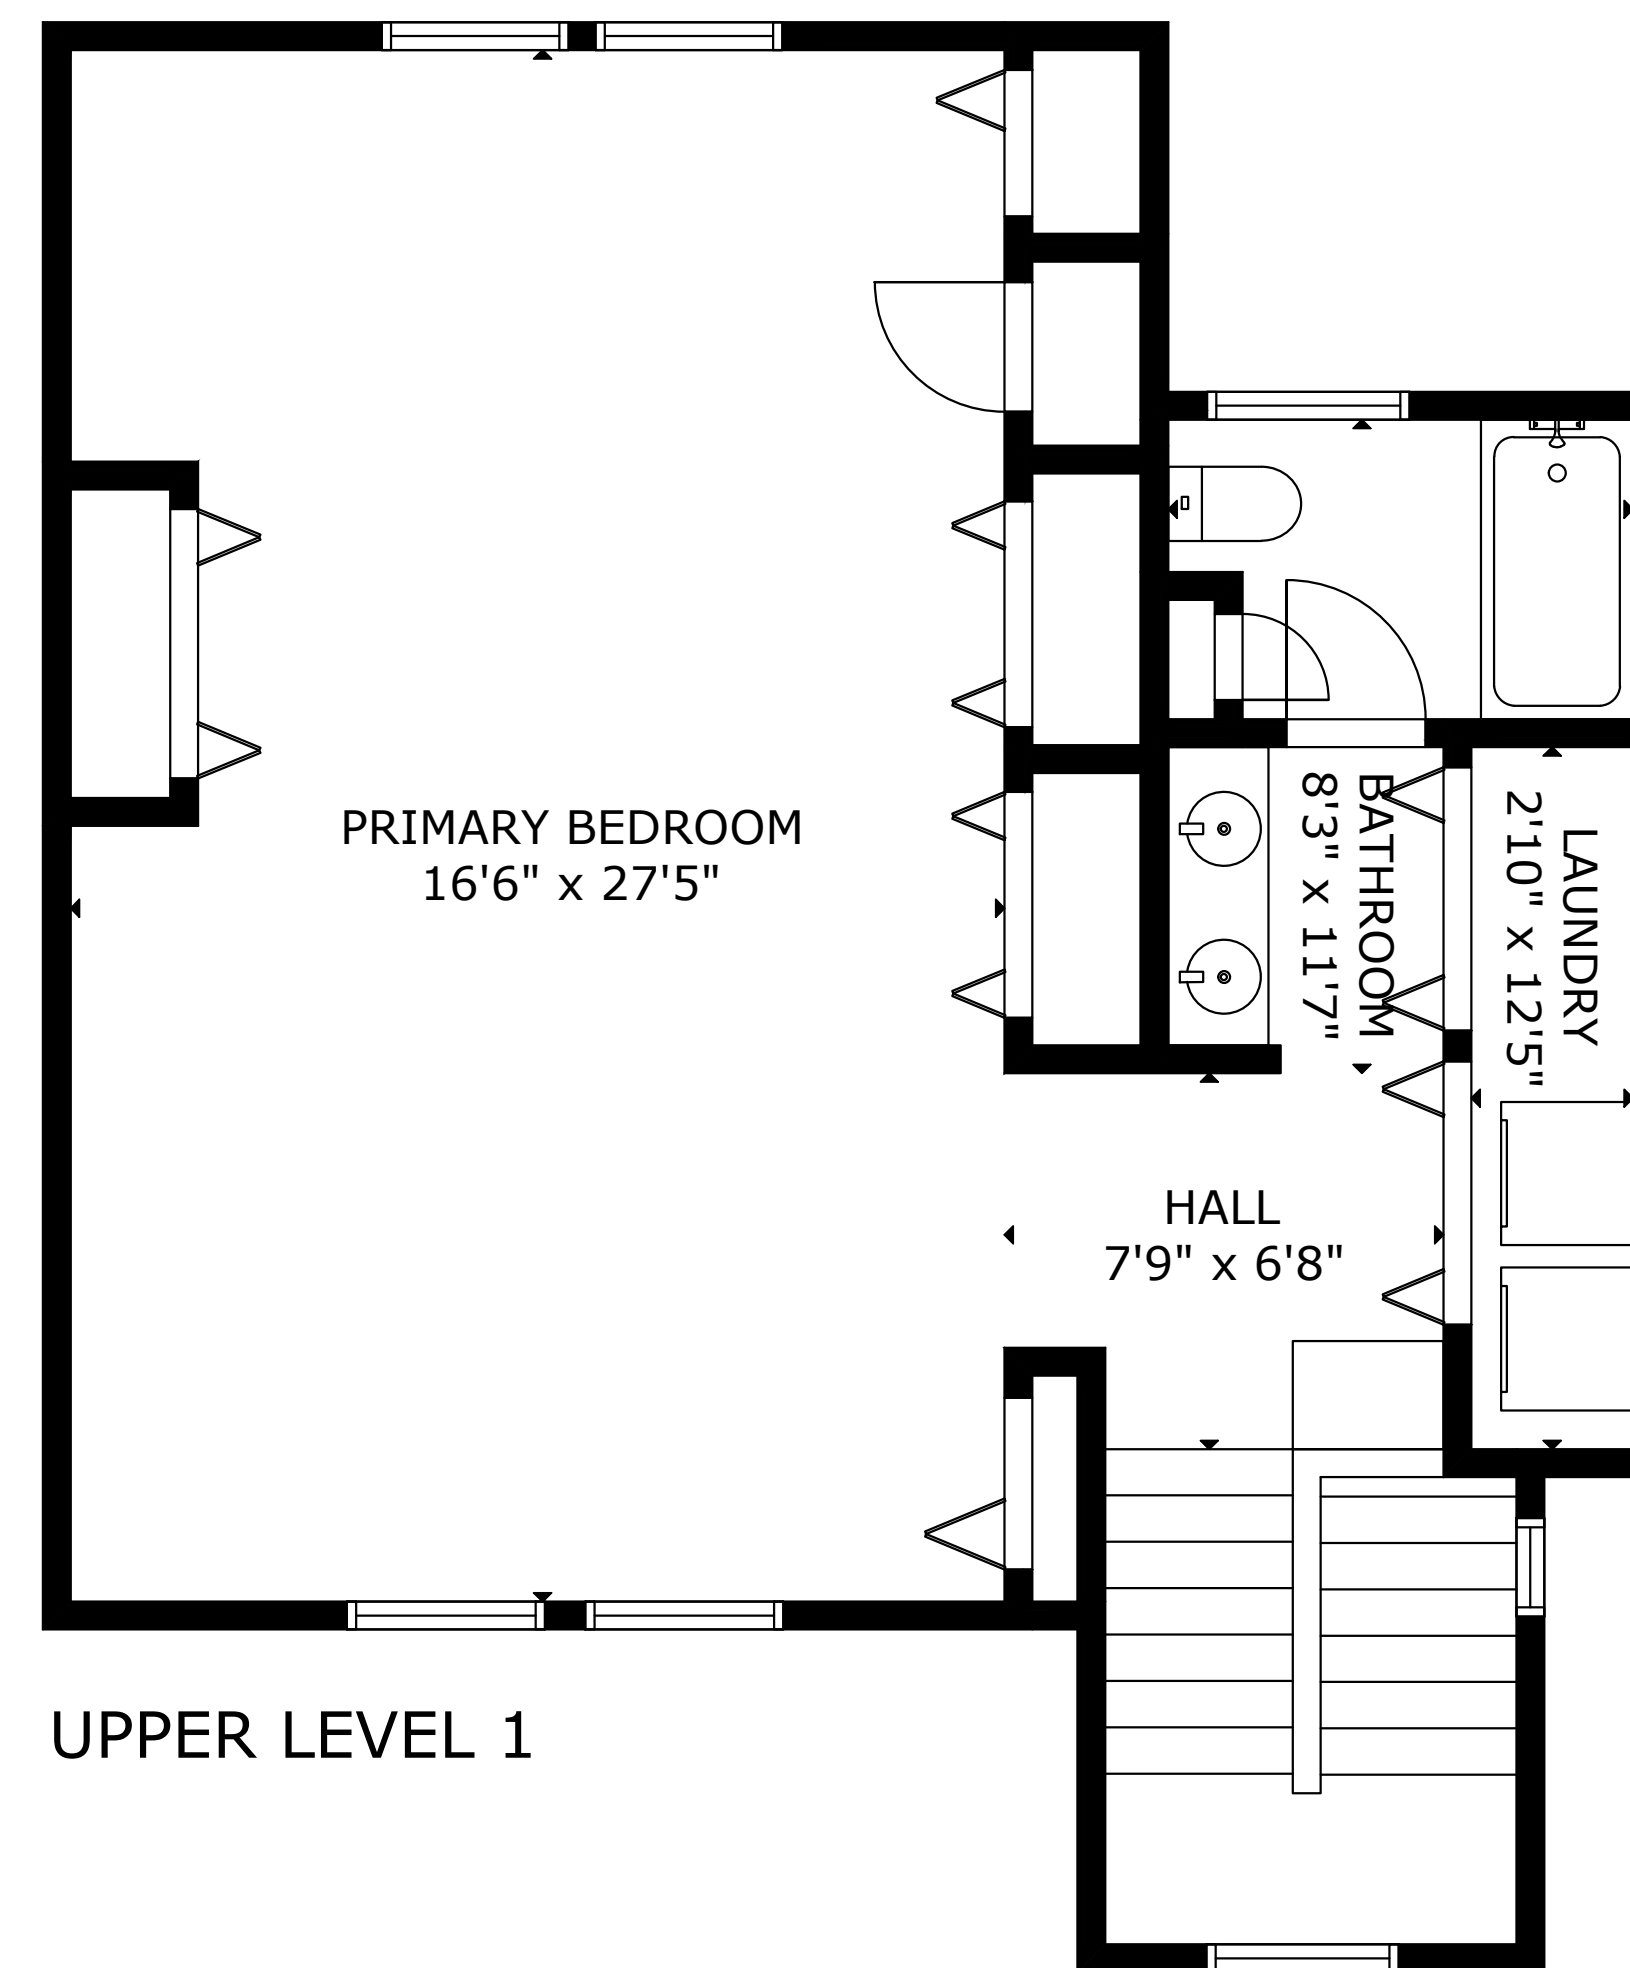 PRIMARY BEDROOM
16'6" x 27'5"
BATHROOM
8'3" x 11'7"
LAUNDRY
2'10" x 12'5"
HALL
7'9" x 6'8"
UPPER LEVEL 1